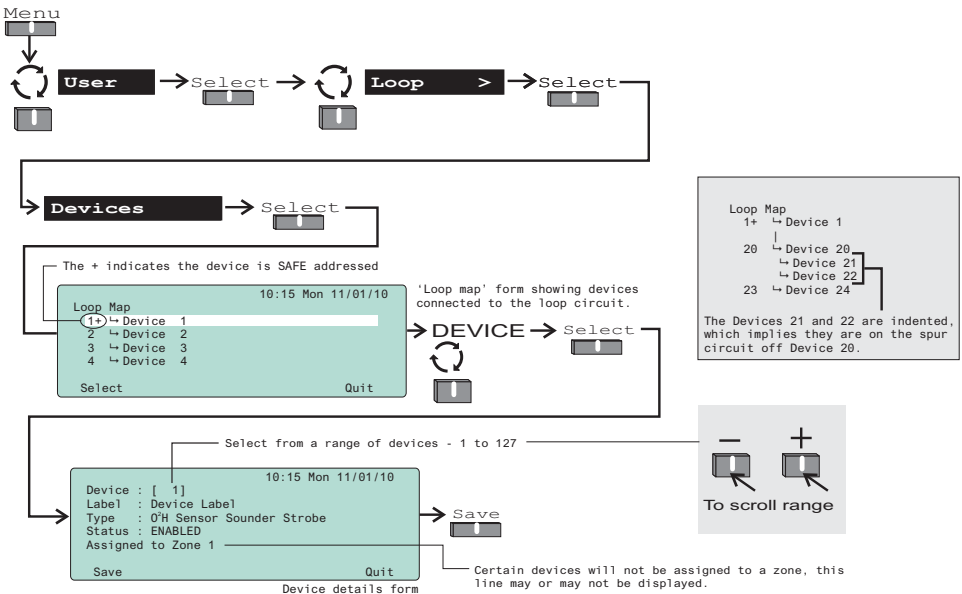 Menu
User
Select
Loop >
Select
Devices
Select
The + indicates the device is SAFE addressed
10:15 Mon 11/01/10
Loop Map
1+ ↳ Device 1
2 ↳ Device 2
3 ↳ Device 3
4 ↳ Device 4
Select Quit
'Loop map' form showing devices
connected to the loop circuit.
DEVICE
Select
Loop Map
1+ ↳ Device 1
|
20 ↳ Device 20
↳ Device 21
↳ Device 22
23 ↳ Device 24
The Devices 21 and 22 are indented,
which implies they are on the spur
circuit off Device 20.
Select from a range of devices - 1 to 127
− +
To scroll range
10:15 Mon 11/01/10
Device : [ 1]
Label : Device Label
Type : O²H Sensor Sounder Strobe
Status : ENABLED
Assigned to Zone 1
Save Quit
Device details form
Save
Certain devices will not be assigned to a zone, this
line may or may not be displayed.